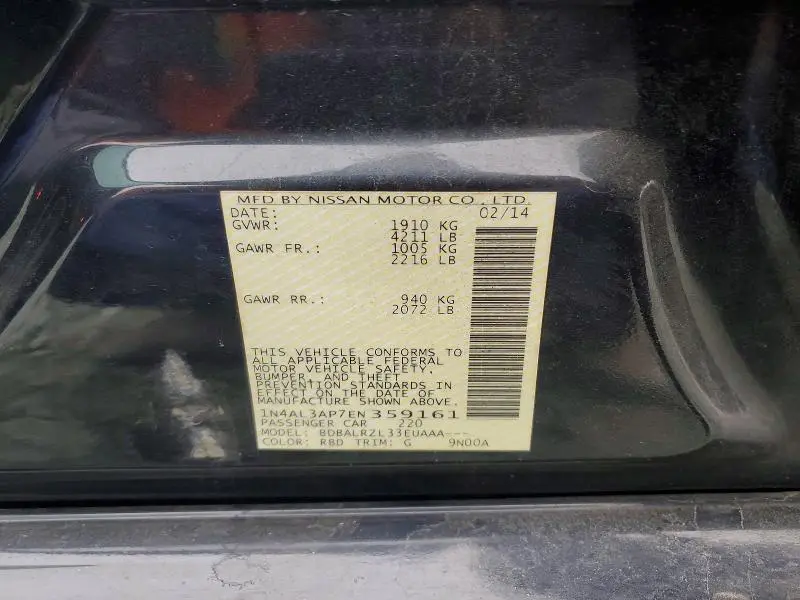 MFD BY NISSAN MOTOR CO., LTD.
DATE: 02/14
GVWR: 1910 KG
4211 LB
GAWR FR.: 1005 KG
2216 LB
GAWR RR.: 940 KG
2072 LB
THIS VEHICLE CONFORMS TO
ALL APPLICABLE FEDERAL
MOTOR VEHICLE SAFETY,
BUMPER, AND THEFT
PREVENTION STANDARDS IN
EFFECT ON THE DATE OF
MANUFACTURE SHOWN ABOVE.
1N4AL3AP7EN359161
PASSENGER CAR 220
MODEL: BDBALRZL33EUAAA---
COLOR: RBD TRIM: G 9N00A